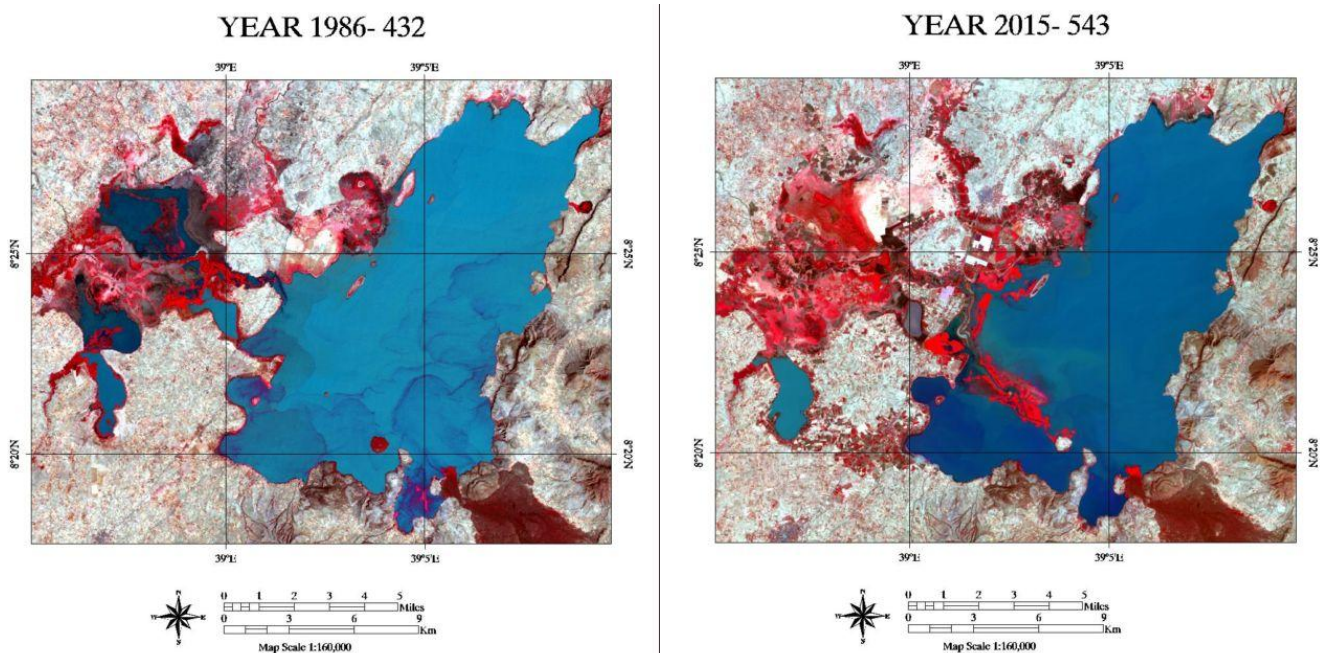 YEAR 1986- 432
39°E 39°5'E
8°25'N 8°25'N
8°20'N 8°20'N
39°E 39°5'E
N
W E
S
0 1 2 3 4 5
Miles
0 3 6 9
Km
Map Scale 1:160,000
YEAR 2015- 543
39°E 39°5'E
8°25'N 8°25'N
8°20'N 8°20'N
39°E 39°5'E
N
W E
S
0 1 2 3 4 5
Miles
0 3 6 9
Km
Map Scale 1:160,000